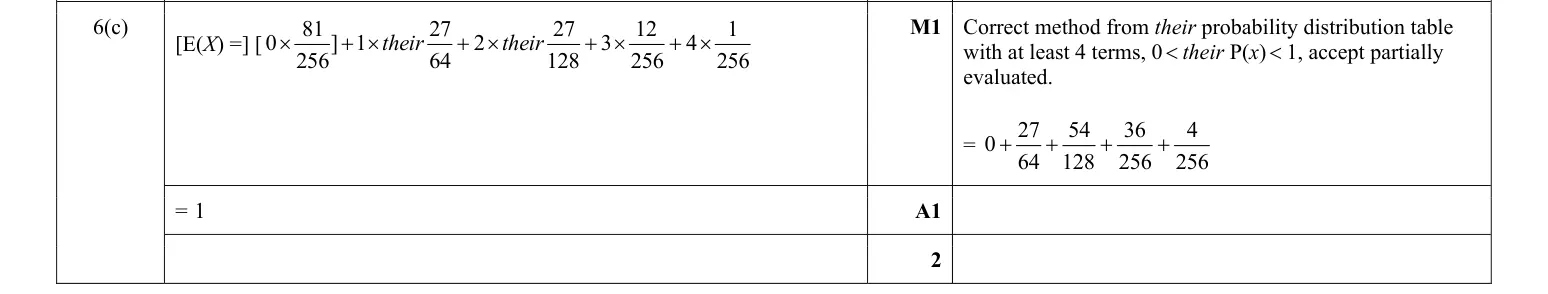 6(c)
[E(X) =] [ 0 × 81/256 ] + 1 × their 27/64 + 2 × their 27/128 + 3 × 12/256 + 4 × 1/256
M1
Correct method from their probability distribution table
with at least 4 terms, 0 < their P(x) < 1, accept partially
evaluated.
= 0 + 27/64 + 54/128 + 36/256 + 4/256
= 1
A1
2